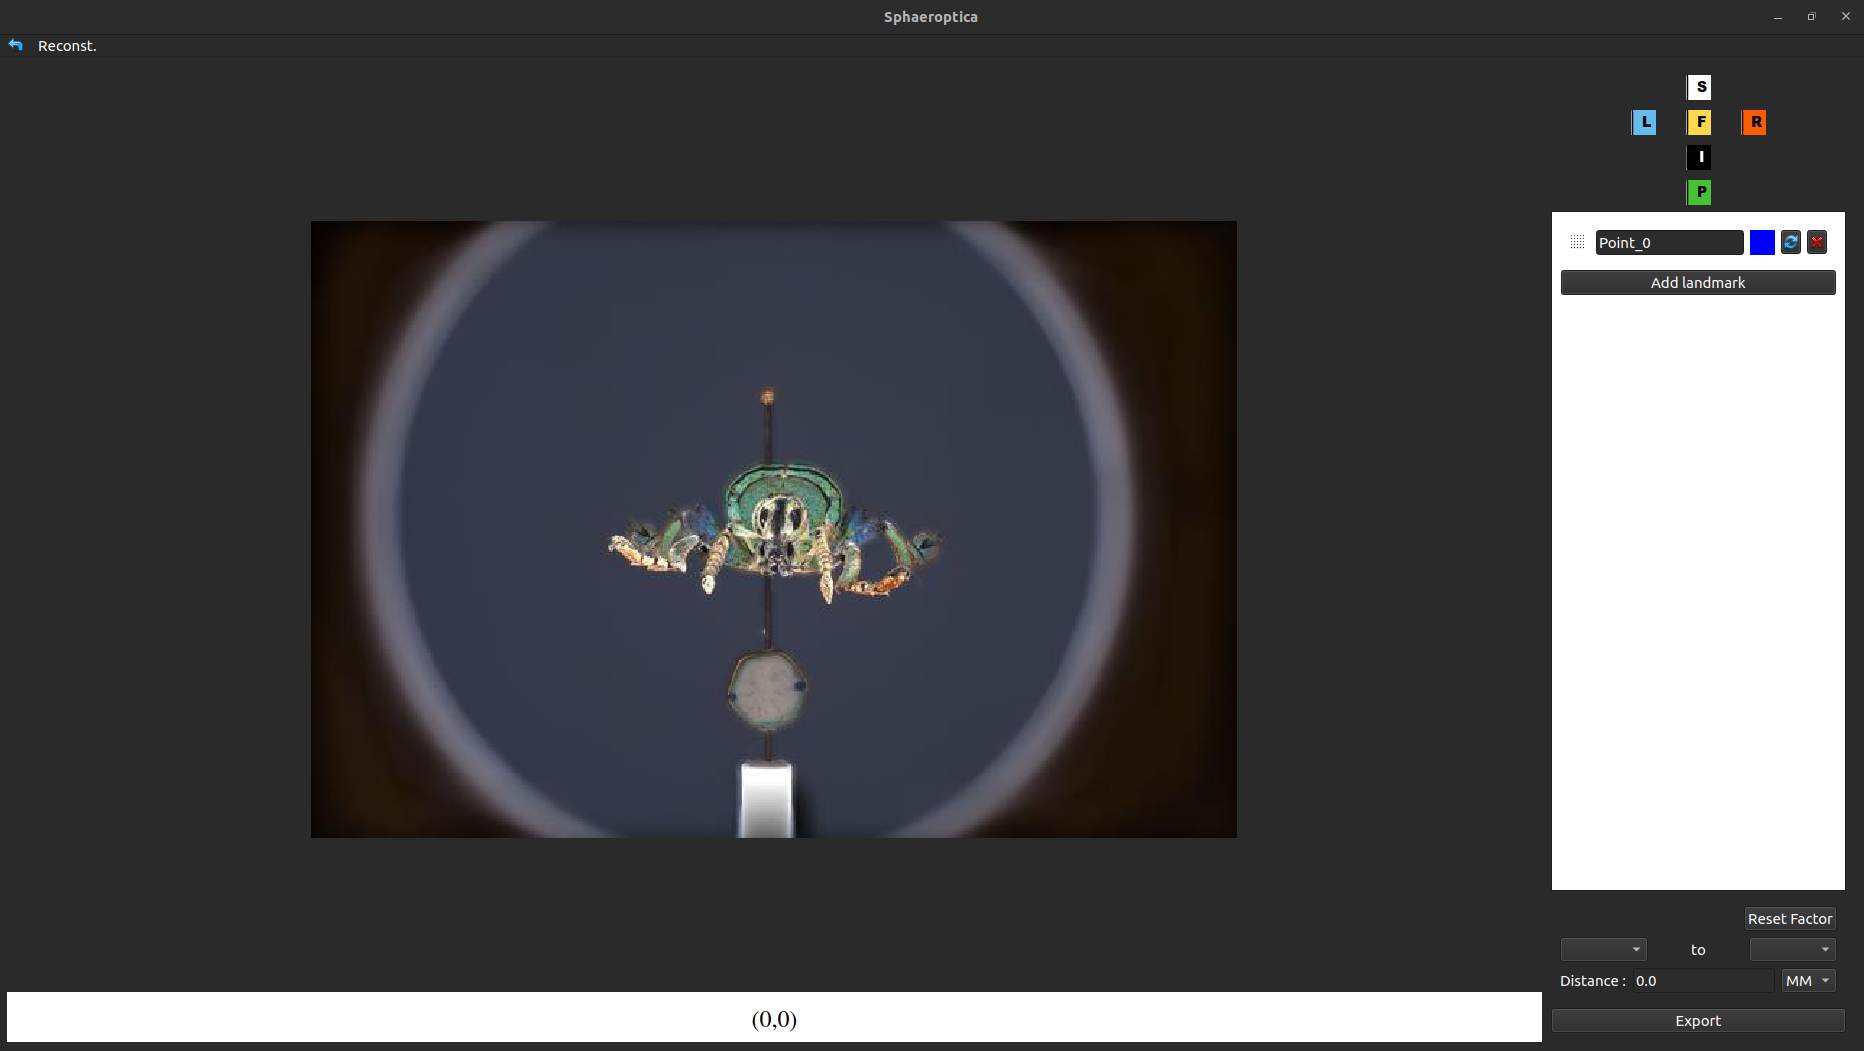 Sphaeroptica
Reconst.
S
L F R
I
P
Point_0
Add landmark
Reset Factor
to
Distance : 0.0 MM
(0,0)
Export